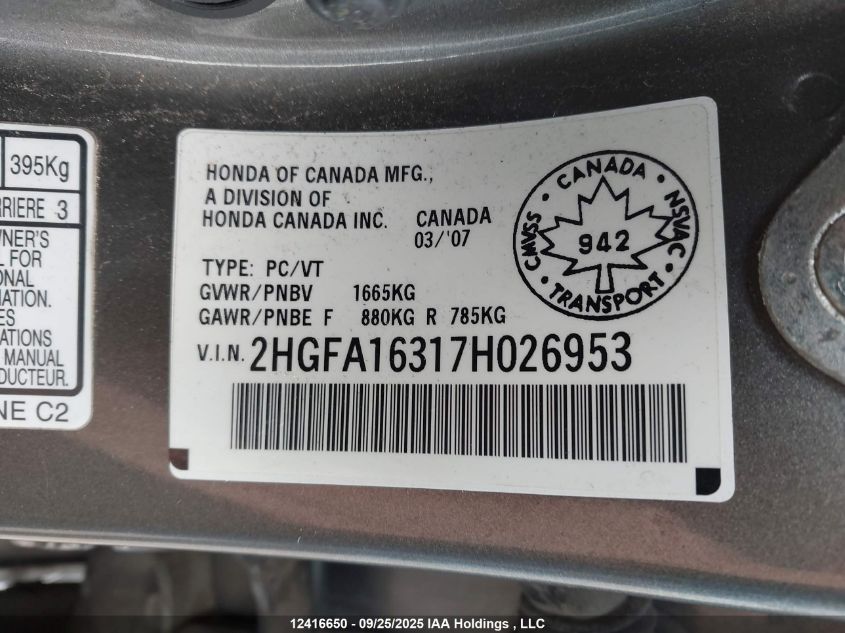 395Kg
RRIERE 3
WNER'S
L FOR
ONAL
MATION.
ES
ATIONS
MANUAL
DUCTEUR.
NE C2
HONDA OF CANADA MFG.,
A DIVISION OF
HONDA CANADA INC. CANADA
03/'07
TYPE: PC/VT
GVWR/PNBV 1665KG
GAWR/PNBE F 880KG R 785KG
V.I.N. 2HGFA16317H026953
• CANADA •
CMVSS
NSVAC
942
• TRANSPORT •
12416650 - 09/25/2025 IAA Holdings , LLC